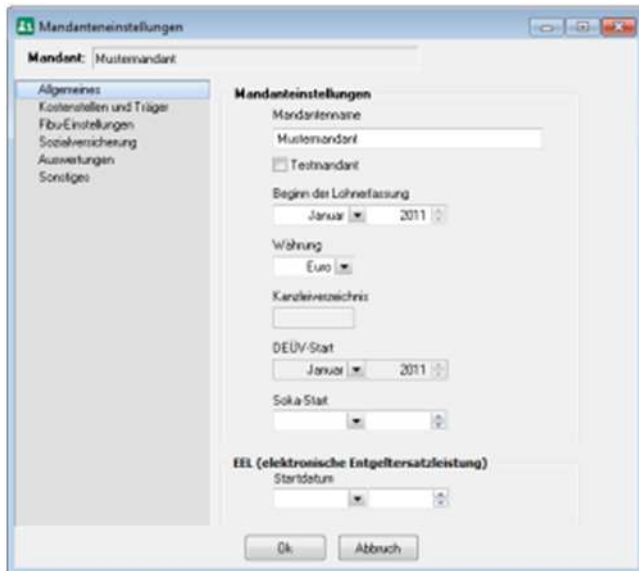 Mandanteneinstellungen
Mandant: Mustermandant
Allgemeines
Kostenstellen und Träger
Fibu-Einstellungen
Sozialversicherung
Auswertungen
Sonstiges
Mandanteinstellungen
Mandantenname
Mustermandant
Testmandant
Beginn der Lohnerfassung
Januar 2011
Währung
Euro
Kanzleiverzeichnis
DEÜV-Start
Januar 2011
Soka-Start
EEL (elektronische Entgeltersatzleistung)
Startdatum
Ok Abbruch